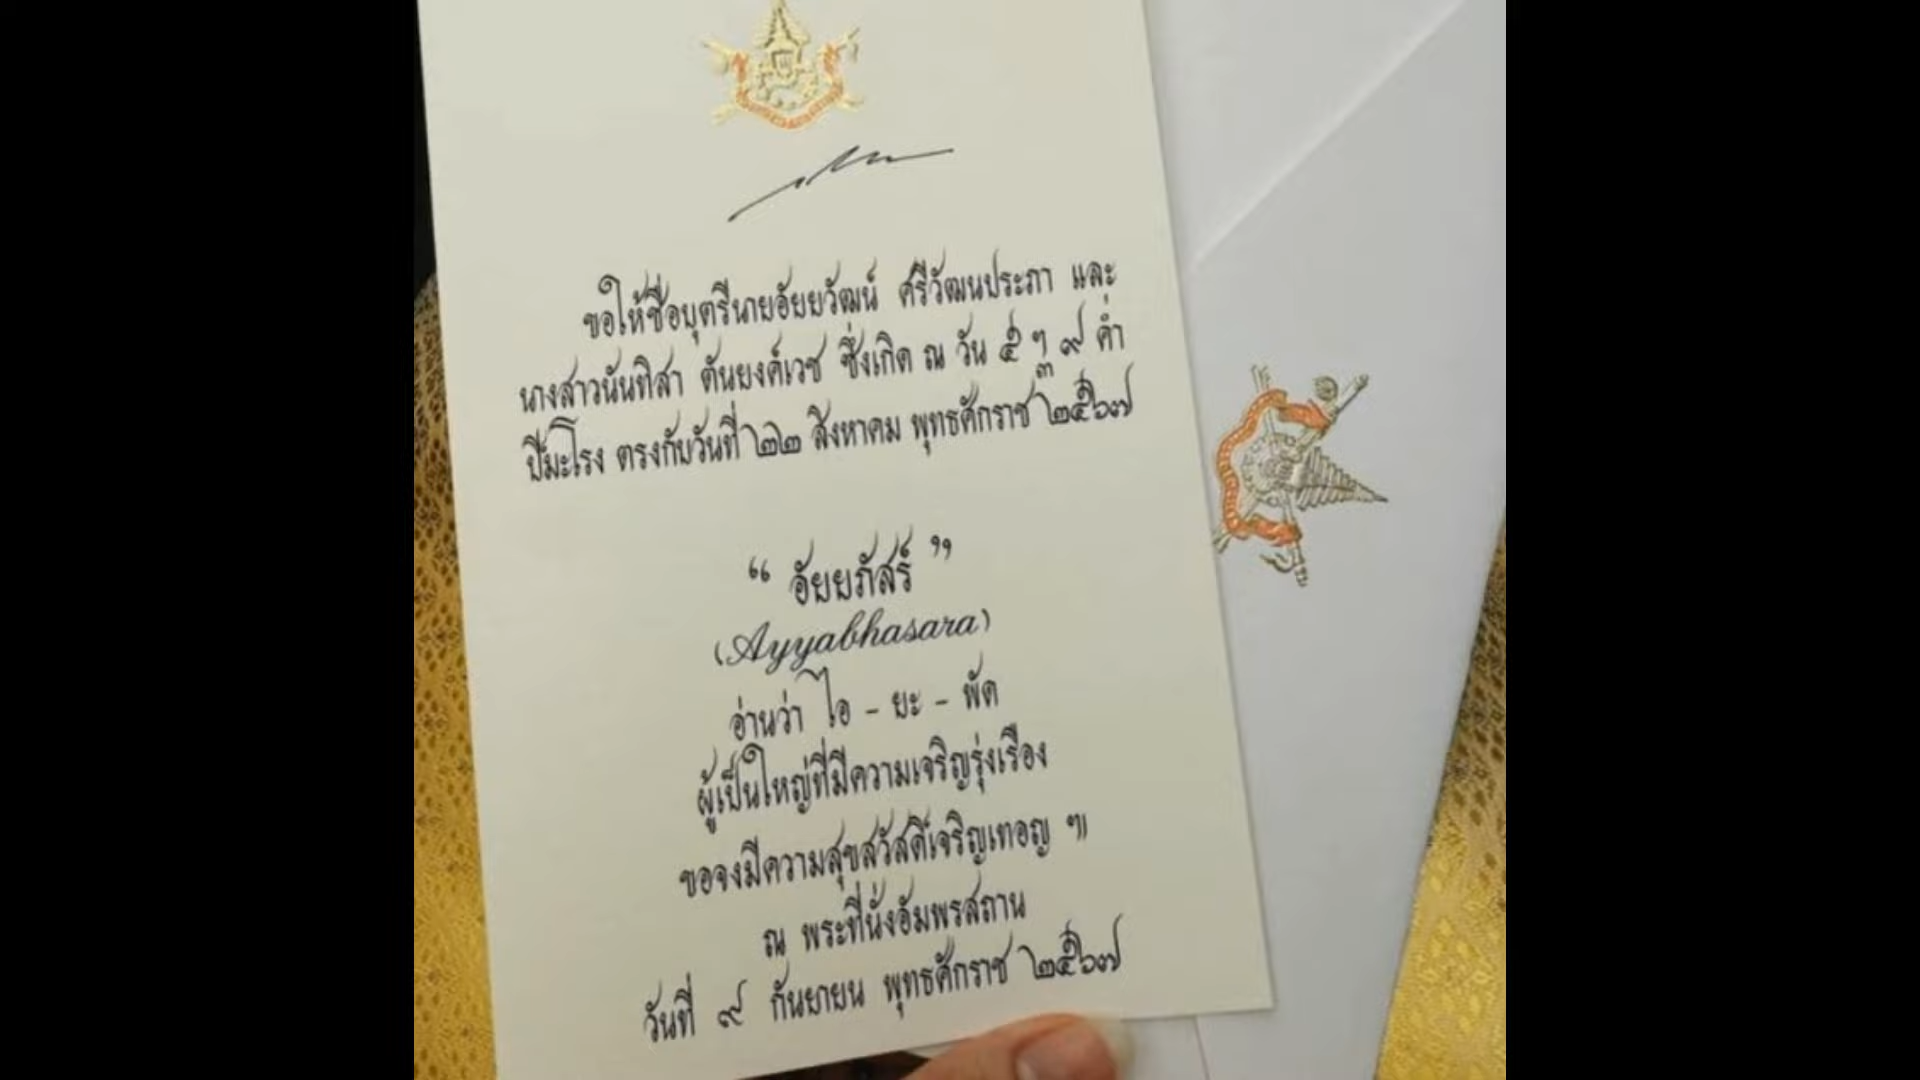 ขอให้ชื่อบุตรีนายอัยยวัฒน์ ศรีวัฒนประภา และ
นางสาวนันทิสา ตันยงค์เวช ซึ่งเกิด ณ วัน ๕ ๆ ๙ ค่ำ
๓
ปีมะโรง ตรงกับวันที่ ๒๒ สิงหาคม พุทธศักราช ๒๕๖๗
“ อัยยภัสร์ ”
(Ayyabhasara)
อ่านว่า ไอ - ยะ - พัด
ผู้เป็นใหญ่ที่มีความเจริญรุ่งเรือง
ขอจงมีความสุขสวัสดิ์เจริญเทอญ ฯ
ณ พระที่นั่งอัมพรสถาน
วันที่ ๙ กันยายน พุทธศักราช ๒๕๖๗